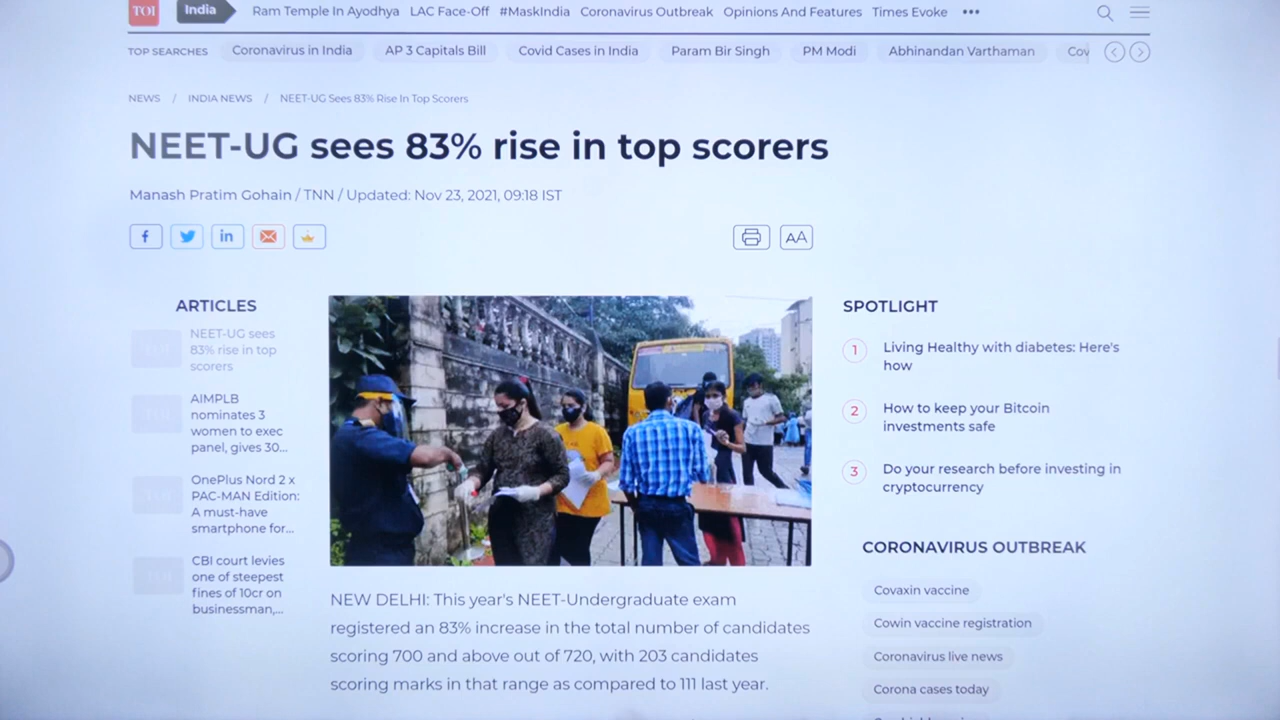 TOI India Ram Temple In Ayodhya LAC Face-Off #MaskIndia Coronavirus Outbreak Opinions And Features Times Evoke •••
TOP SEARCHES Coronavirus in India AP 3 Capitals Bill Covid Cases in India Param Bir Singh PM Modi Abhinandan Varthaman Cov
NEWS / INDIA NEWS / NEET-UG Sees 83% Rise In Top Scorers
NEET-UG sees 83% rise in top scorers
Manash Pratim Gohain / TNN / Updated: Nov 23, 2021, 09:18 IST
f in AA
ARTICLES
NEET-UG sees
83% rise in top
scorers
AIMPLB
nominates 3
women to exec
panel, gives 30...
OnePlus Nord 2 x
PAC-MAN Edition:
A must-have
smartphone for...
CBI court levies
one of steepest
fines of 10cr on
businessman,...
NEW DELHI: This year's NEET-Undergraduate exam
registered an 83% increase in the total number of candidates
scoring 700 and above out of 720, with 203 candidates
scoring marks in that range as compared to 111 last year.
SPOTLIGHT
1 Living Healthy with diabetes: Here's
how
2 How to keep your Bitcoin
investments safe
3 Do your research before investing in
cryptocurrency
CORONAVIRUS OUTBREAK
Covaxin vaccine
Cowin vaccine registration
Coronavirus live news
Corona cases today